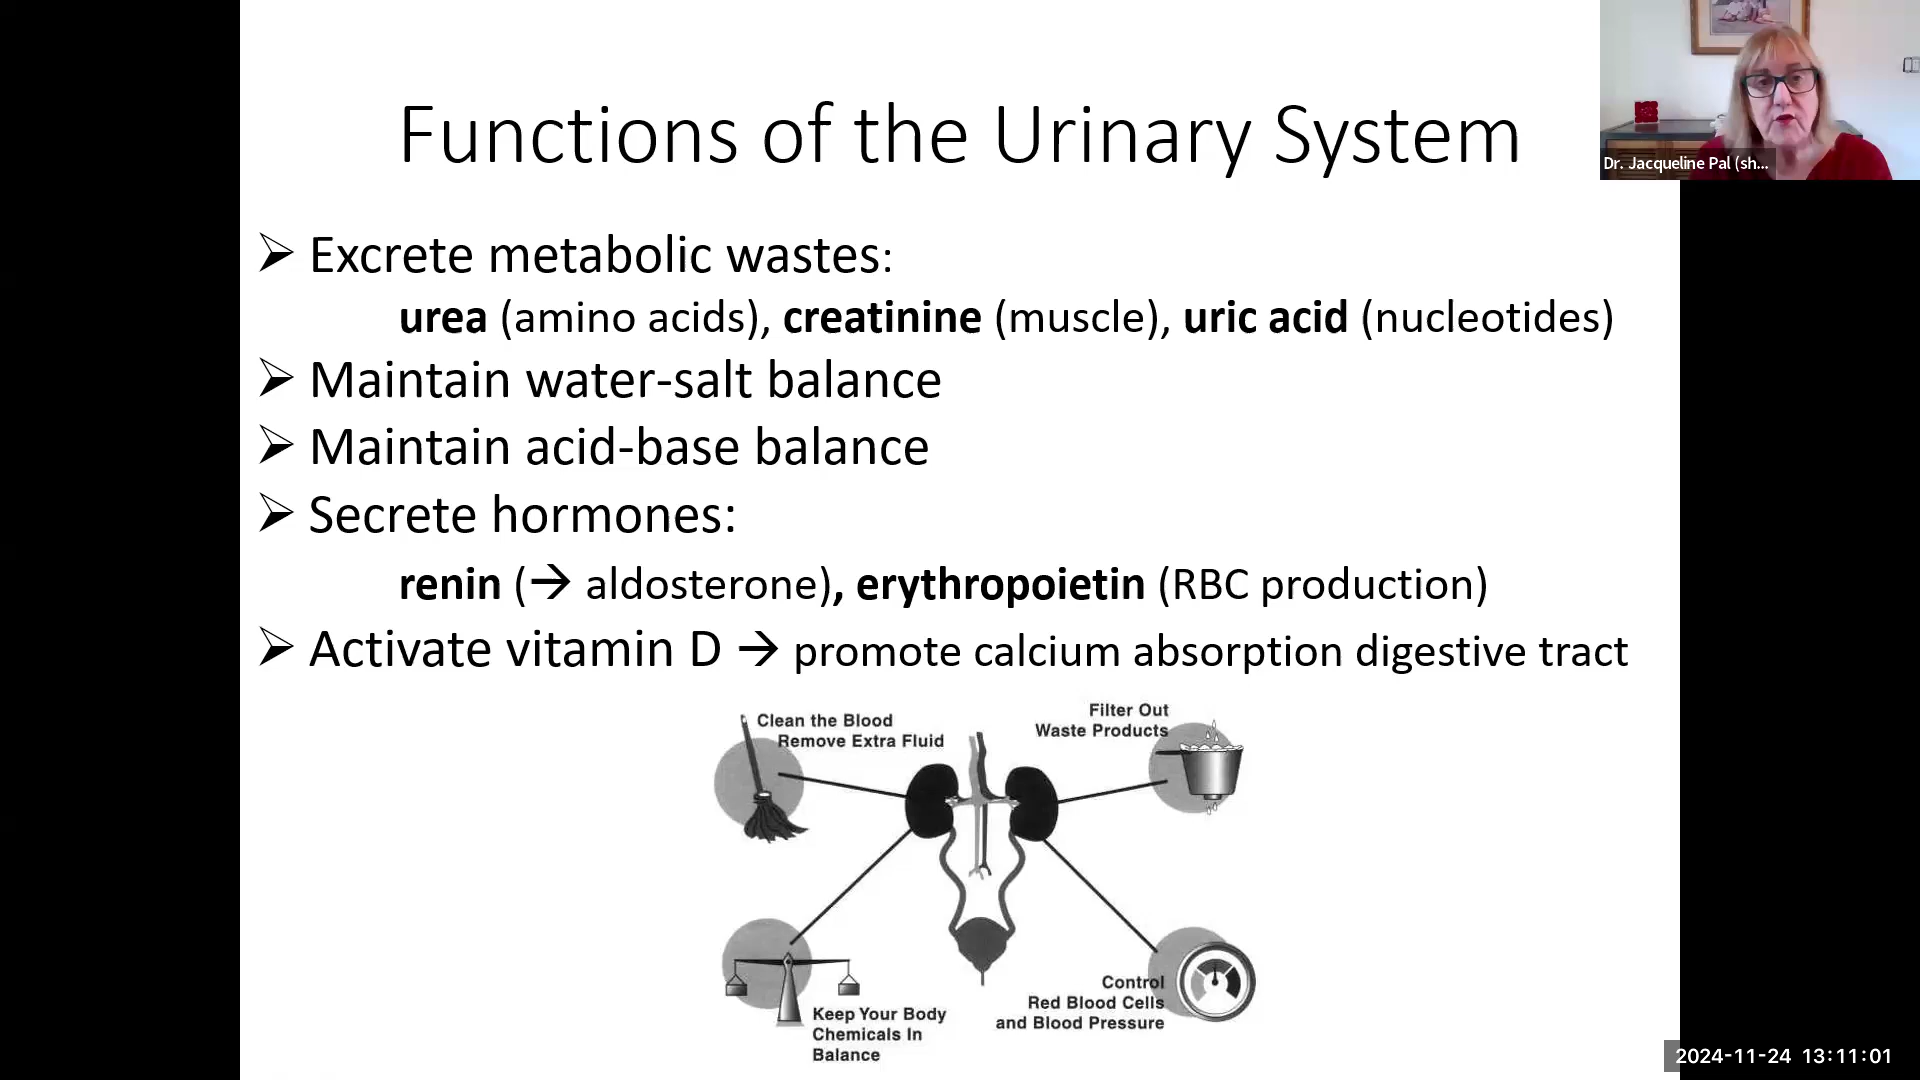 Functions of the Urinary System
➢ Excrete metabolic wastes:
urea (amino acids), creatinine (muscle), uric acid (nucleotides)
➢ Maintain water-salt balance
➢ Maintain acid-base balance
➢ Secrete hormones:
renin (→ aldosterone), erythropoietin (RBC production)
➢ Activate vitamin D → promote calcium absorption digestive tract
Clean the Blood
Remove Extra Fluid
Filter Out
Waste Products
Keep Your Body
Chemicals In
Balance
Control
Red Blood Cells
and Blood Pressure
Dr. Jacqueline Pal (sh...
2024-11-24 13:11:01